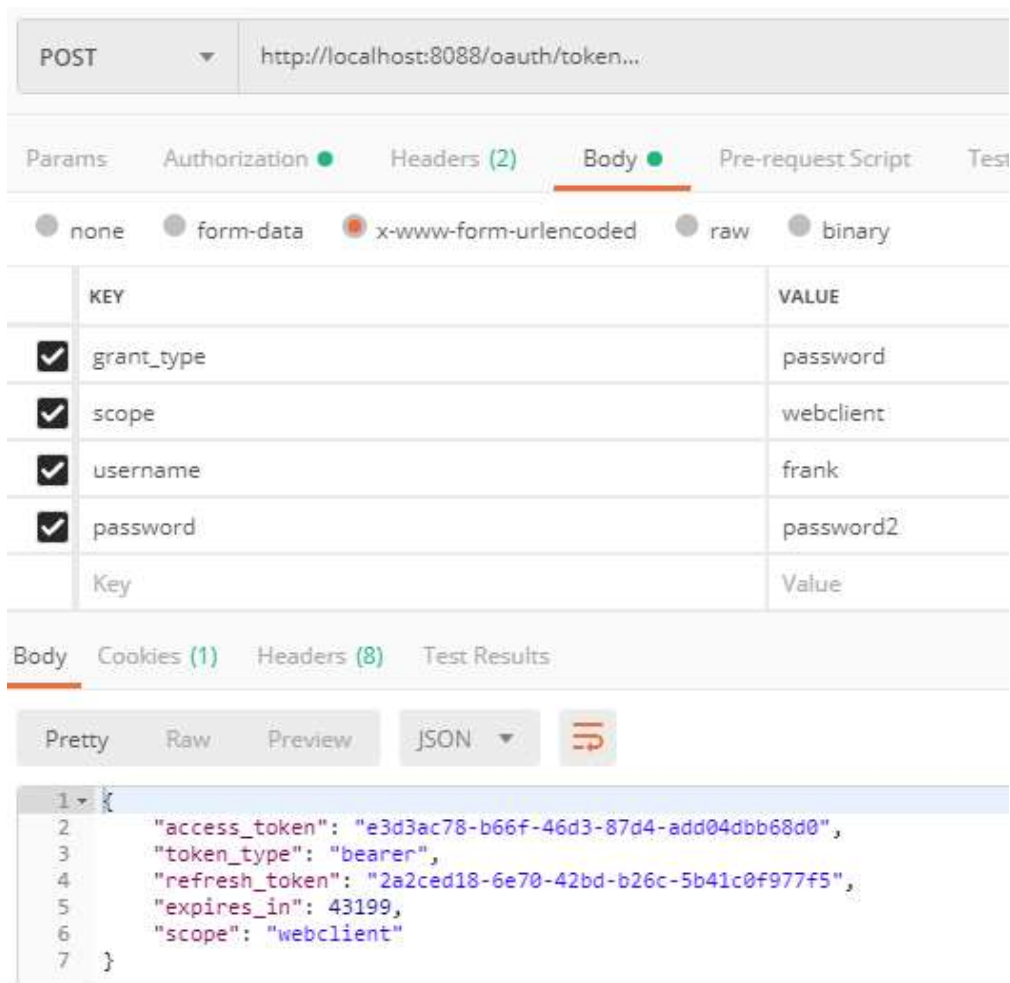 POST http://localhost:8088/oauth/token...
Params Authorization Headers (2) Body Pre-request Script Test
none form-data x-www-form-urlencoded raw binary
KEY VALUE
grant_type password
scope webclient
username frank
password password2
Key Value
Body Cookies (1) Headers (8) Test Results
Pretty Raw Preview JSON
1 {
2 "access_token": "e3d3ac78-b66f-46d3-87d4-add04dbb68d0",
3 "token_type": "bearer",
4 "refresh_token": "2a2ced18-6e70-42bd-b26c-5b41c0f977f5",
5 "expires_in": 43199,
6 "scope": "webclient"
7 }